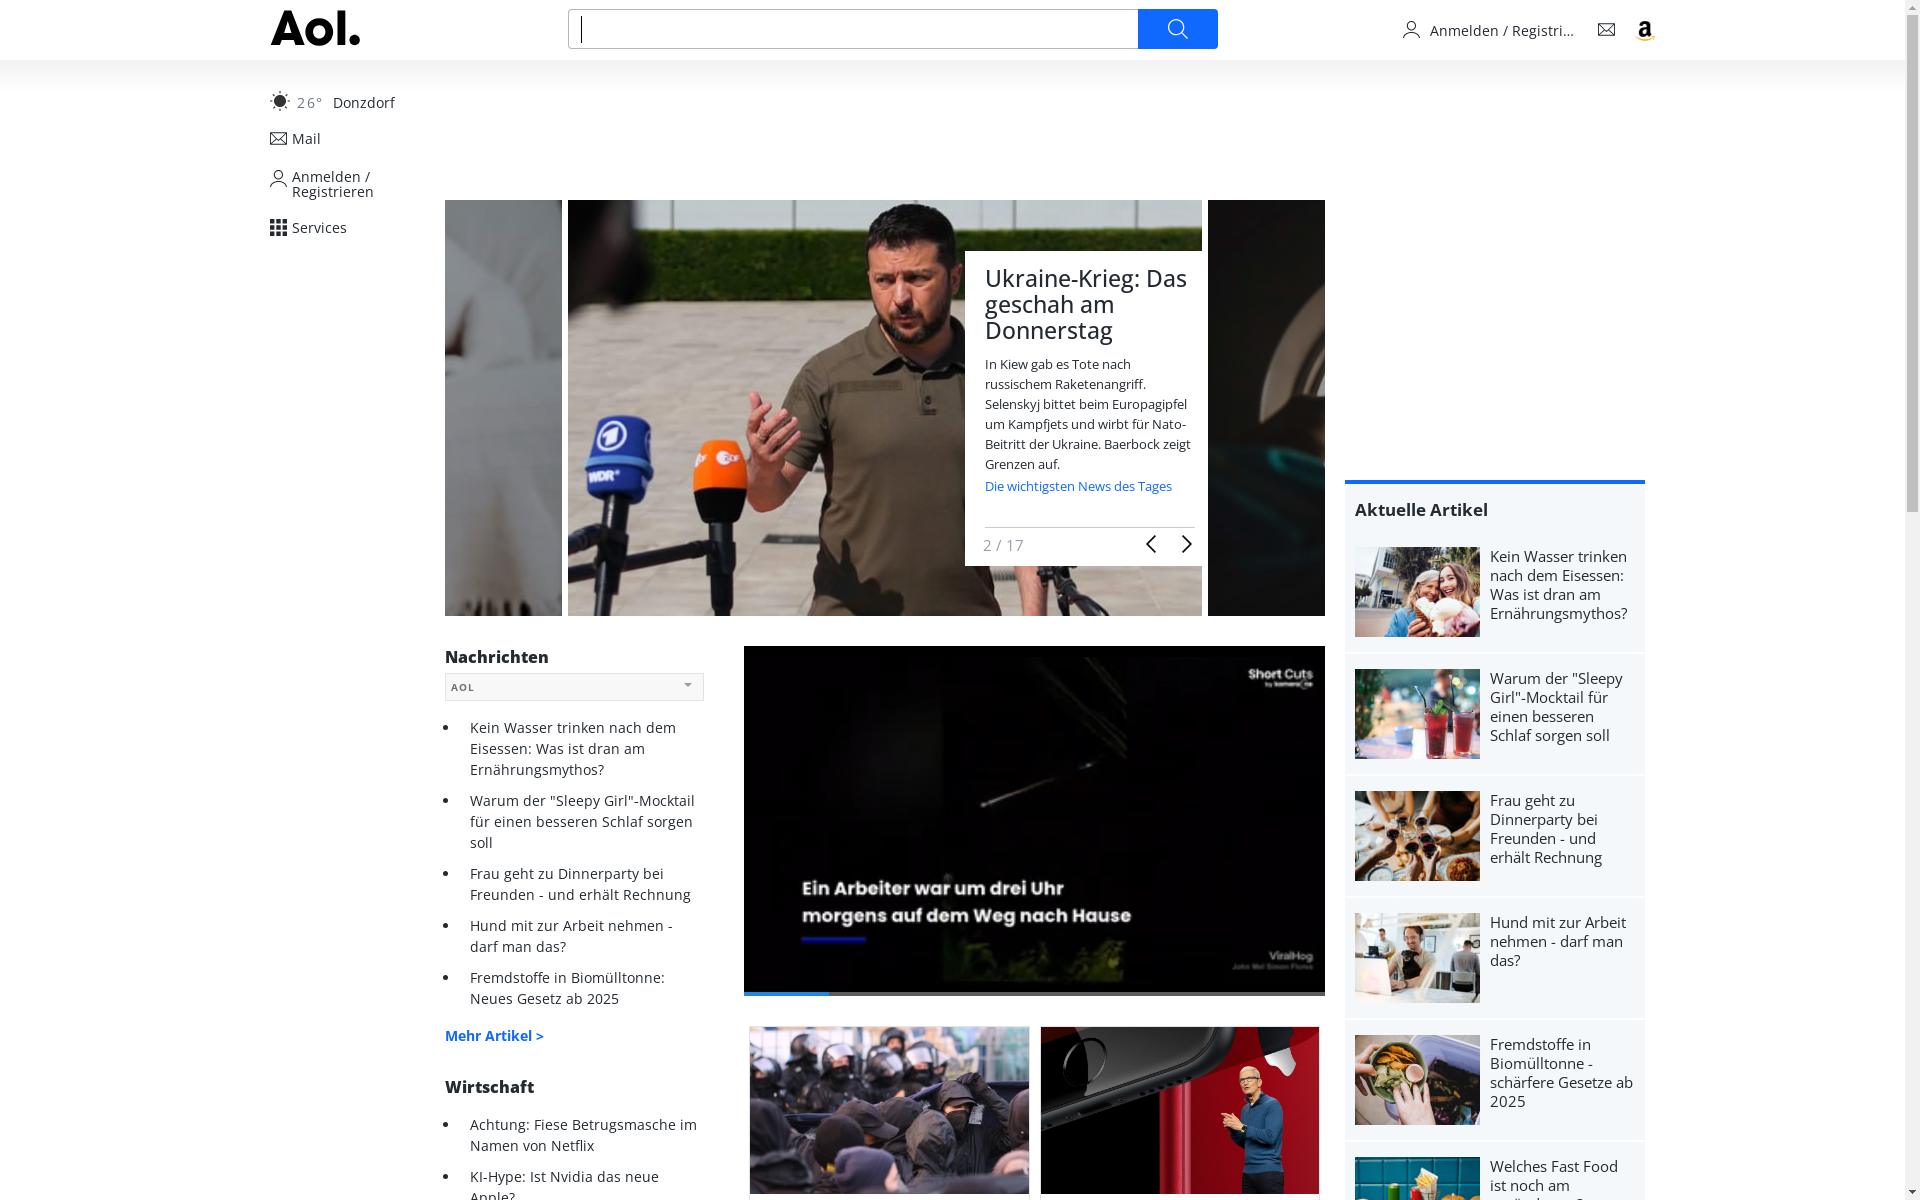 Aol.
Anmelden / Registri...
a
26° Donzdorf
Mail
Anmelden /
Registrieren
Services
WDR
ZDF
Ukraine-Krieg: Das
geschah am
Donnerstag
In Kiew gab es Tote nach
russischem Raketenangriff.
Selenskyj bittet beim Europagipfel
um Kampfjets und wirbt für Nato-
Beitritt der Ukraine. Baerbock zeigt
Grenzen auf.
Die wichtigsten News des Tages
2 / 17
Nachrichten
AOL
Kein Wasser trinken nach dem
Eisessen: Was ist dran am
Ernährungsmythos?
Warum der "Sleepy Girl"-Mocktail
für einen besseren Schlaf sorgen
soll
Frau geht zu Dinnerparty bei
Freunden - und erhält Rechnung
Hund mit zur Arbeit nehmen -
darf man das?
Fremdstoffe in Biomülltonne:
Neues Gesetz ab 2025
Mehr Artikel >
Wirtschaft
Achtung: Fiese Betrugsmasche im
Namen von Netflix
KI-Hype: Ist Nvidia das neue
Apple?
Short Cuts
by kameraOne
Ein Arbeiter war um drei Uhr
morgens auf dem Weg nach Hause
ViralHog
John Mel Simon Flores
Aktuelle Artikel
Kein Wasser trinken
nach dem Eisessen:
Was ist dran am
Ernährungsmythos?
Warum der "Sleepy
Girl"-Mocktail für
einen besseren
Schlaf sorgen soll
Frau geht zu
Dinnerparty bei
Freunden - und
erhält Rechnung
Hund mit zur Arbeit
nehmen - darf man
das?
Fremdstoffe in
Biomülltonne -
schärfere Gesetze ab
2025
Welches Fast Food
ist noch am